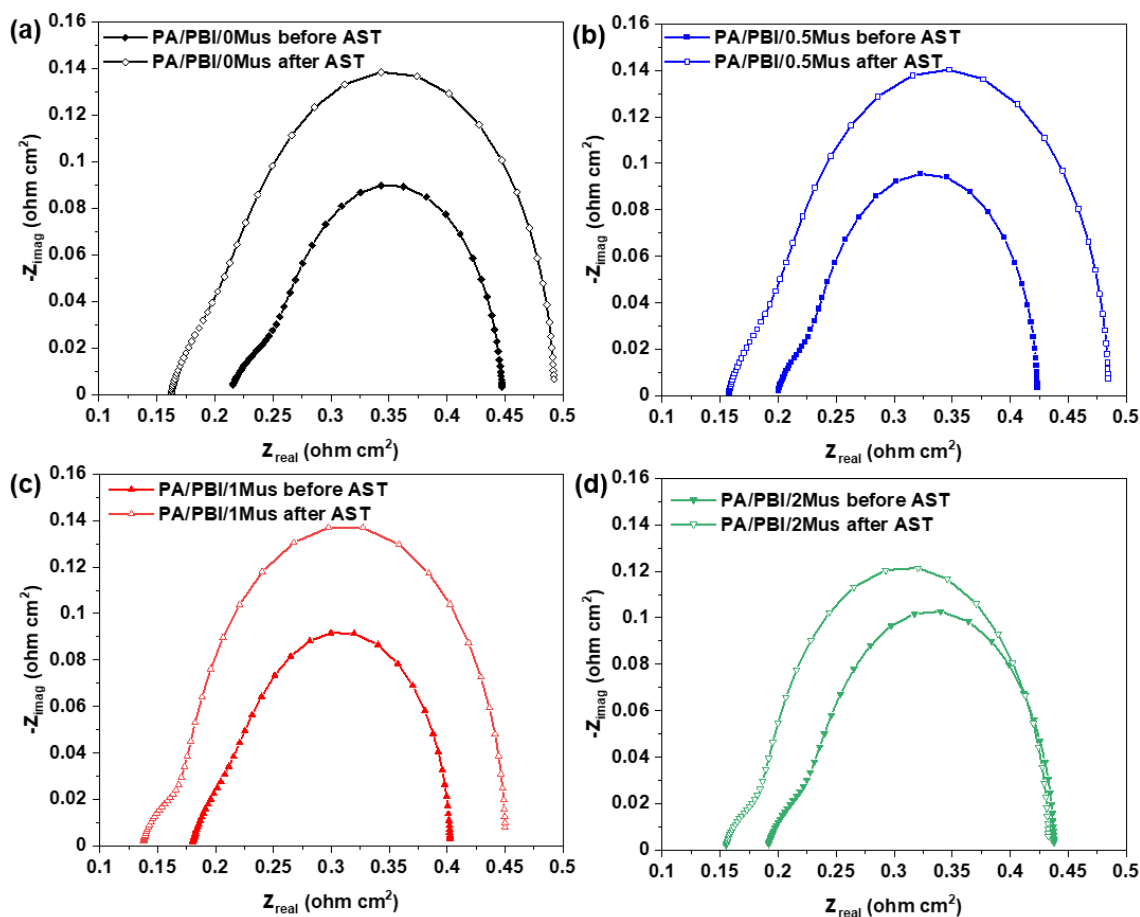 (a)
PA/PBI/0Mus before AST
PA/PBI/0Mus after AST
0.16
0.14
0.12
0.1
0.08
0.06
0.04
0.02
0
-Zimag (ohm cm2)
0.1 0.15 0.2 0.25 0.3 0.35 0.4 0.45 0.5
Zreal (ohm cm2)
(b)
PA/PBI/0.5Mus before AST
PA/PBI/0.5Mus after AST
0.16
0.14
0.12
0.1
0.08
0.06
0.04
0.02
0
-Zimag (ohm cm2)
0.1 0.15 0.2 0.25 0.3 0.35 0.4 0.45 0.5
Zreal (ohm cm2)
(c)
PA/PBI/1Mus before AST
PA/PBI/1Mus after AST
0.16
0.14
0.12
0.1
0.08
0.06
0.04
0.02
0
-Zimag (ohm cm2)
0.1 0.15 0.2 0.25 0.3 0.35 0.4 0.45 0.5
Zreal (ohm cm2)
(d)
PA/PBI/2Mus before AST
PA/PBI/2Mus after AST
0.16
0.14
0.12
0.1
0.08
0.06
0.04
0.02
0
-Zimag (ohm cm2)
0.1 0.15 0.2 0.25 0.3 0.35 0.4 0.45 0.5
Zreal (ohm cm2)